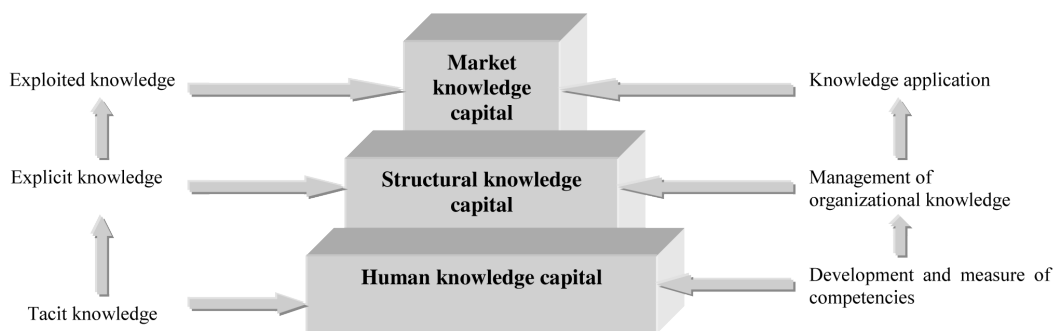 Exploited knowledge
Market
knowledge
capital
Knowledge application
Explicit knowledge
Structural knowledge
capital
Management of
organizational knowledge
Human knowledge capital
Development and measure of
competencies
Tacit knowledge